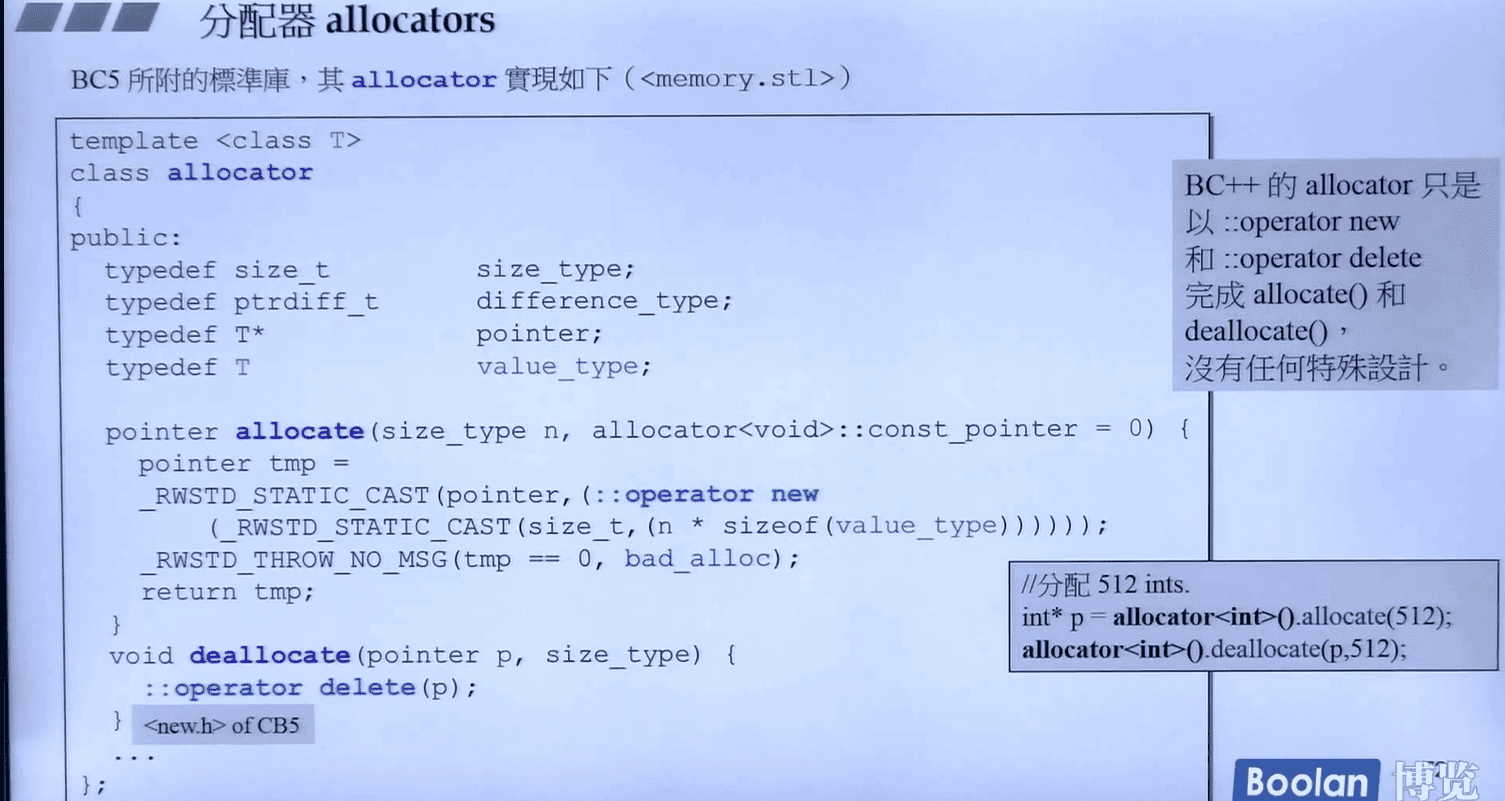 分配器 allocators
BC5 所附的標準庫，其 allocator 實現如下（<memory.stl>）
template <class T>
class allocator
{
public:
typedef size_t size_type;
typedef ptrdiff_t difference_type;
typedef T* pointer;
typedef T value_type;
pointer allocate(size_type n, allocator<void>::const_pointer = 0) {
pointer tmp =
_RWSTD_STATIC_CAST(pointer,(::operator new
(_RWSTD_STATIC_CAST(size_t,(n * sizeof(value_type))))));
_RWSTD_THROW_NO_MSG(tmp == 0, bad_alloc);
return tmp;
}
void deallocate(pointer p, size_type) {
::operator delete(p);
}
<new.h> of CB5
...
};
BC++ 的 allocator 只是
以 ::operator new
和 ::operator delete
完成 allocate() 和
deallocate()，
沒有任何特殊設計。
//分配 512 ints.
int* p = allocator<int>().allocate(512);
allocator<int>().deallocate(p,512);
Boolan 博览